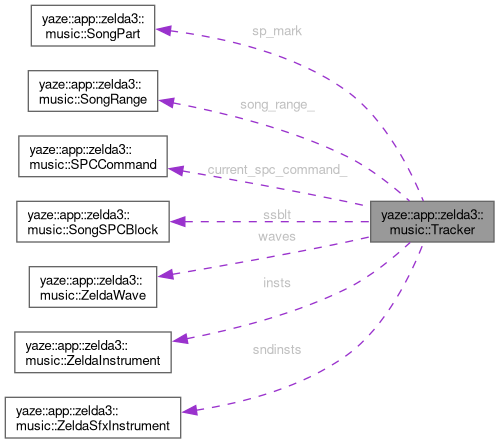 yaze::app::zelda3::
music::SongPart
sp_mark
yaze::app::zelda3::
music::SongRange
song_range_
yaze::app::zelda3::
music::SPCCommand
current_spc_command_
yaze::app::zelda3::
music::SongSPCBlock
ssblt
yaze::app::zelda3::
music::Tracker
waves
yaze::app::zelda3::
music::ZeldaWave
insts
yaze::app::zelda3::
music::ZeldaInstrument
sndinsts
yaze::app::zelda3::
music::ZeldaSfxInstrument